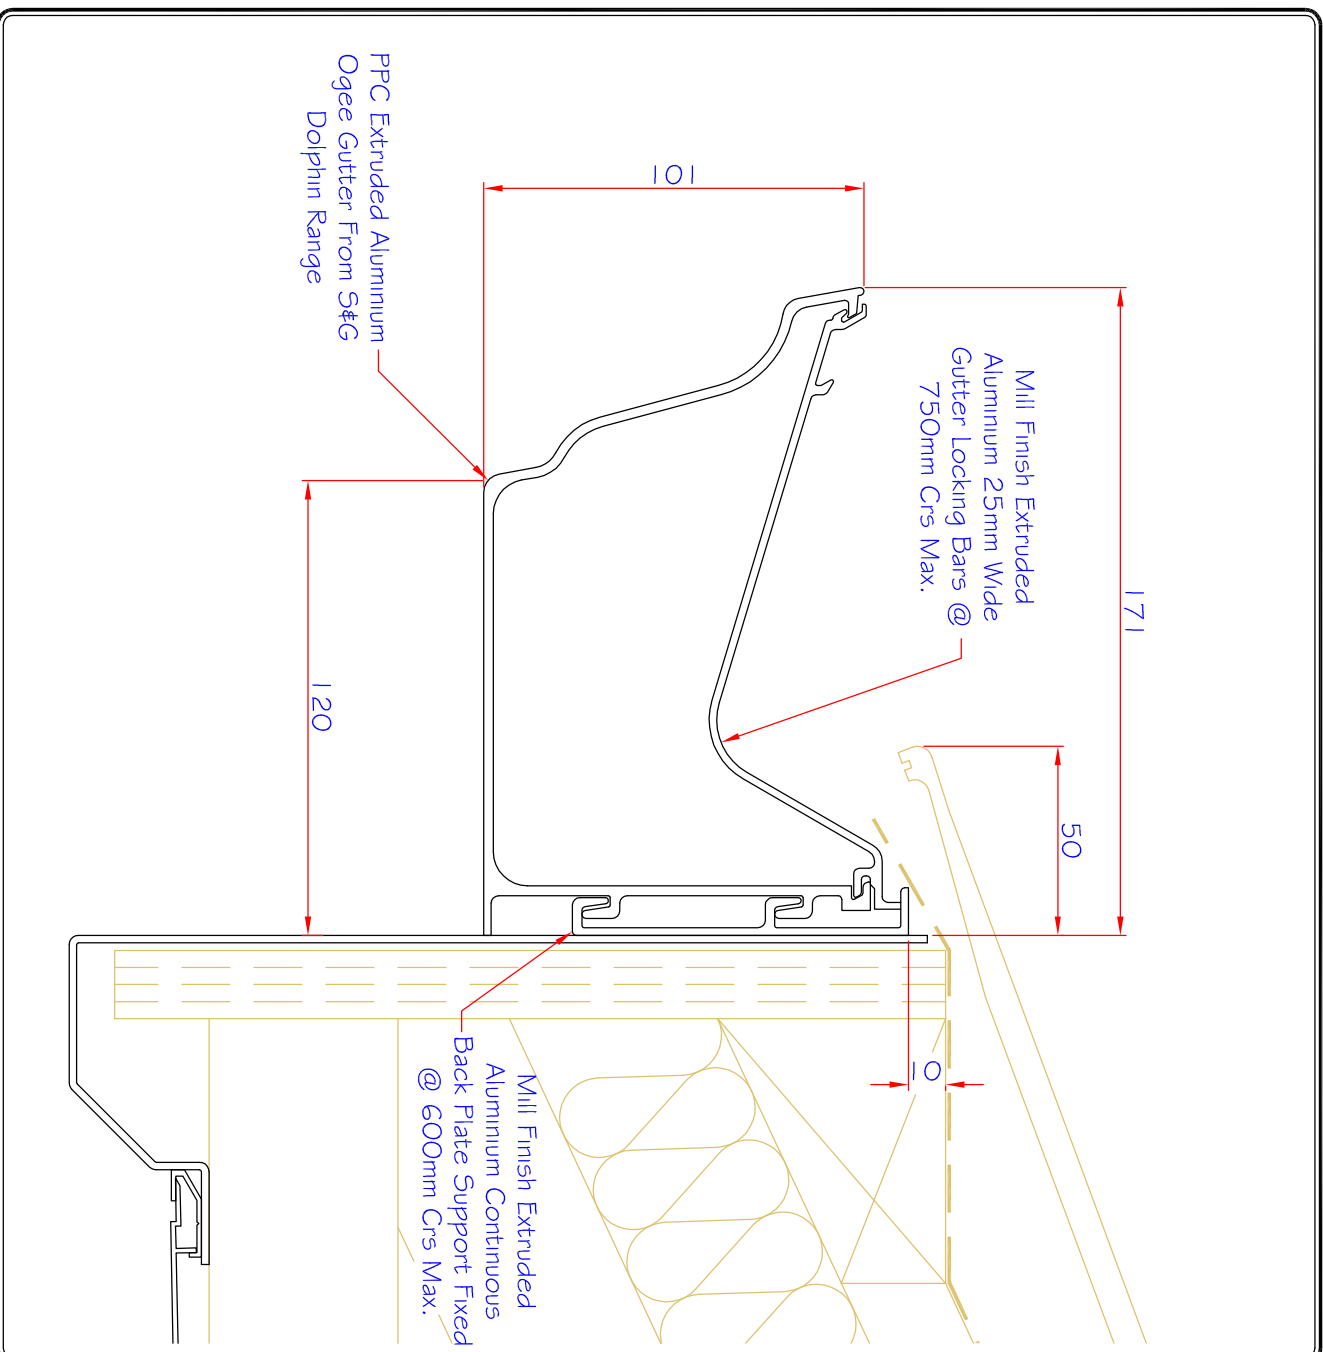 PPC Extruded Aluminium
Ogee Gutter From S&G
Dolphin Range
101
Mill Finish Extruded
Aluminium 25mm Wide
Gutter Locking Bars @
750mm Crs Max.
171
120
50
10
Mill Finish Extruded
Aluminium Continuous
Back Plate Support Fixed
@ 600mm Crs Max.